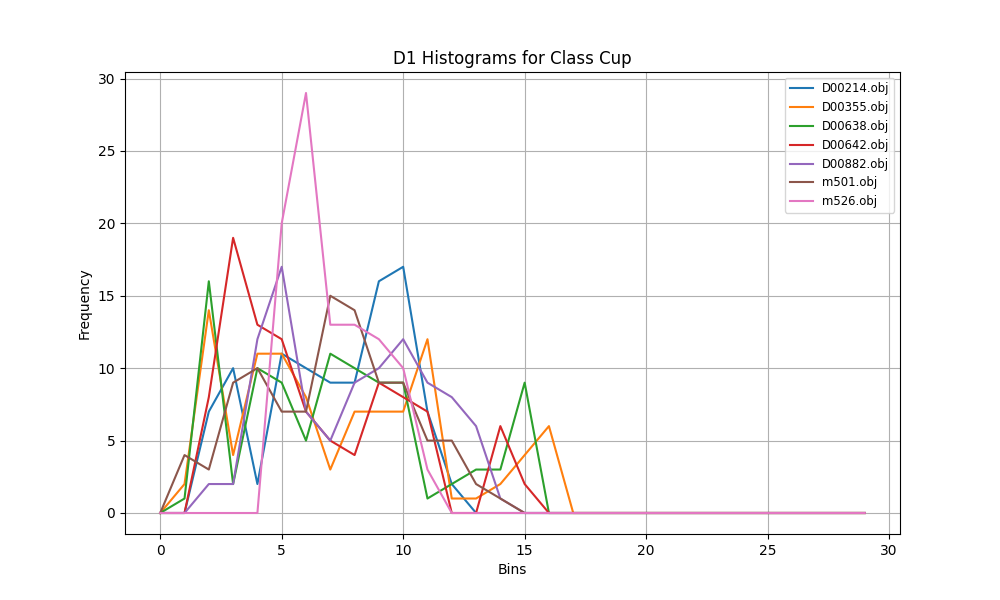 D1 Histograms for Class Cup
Frequency
30
25
20
15
10
5
0
D00214.obj
D00355.obj
D00638.obj
D00642.obj
D00882.obj
m501.obj
m526.obj
0 5 10 15 20 25 30
Bins